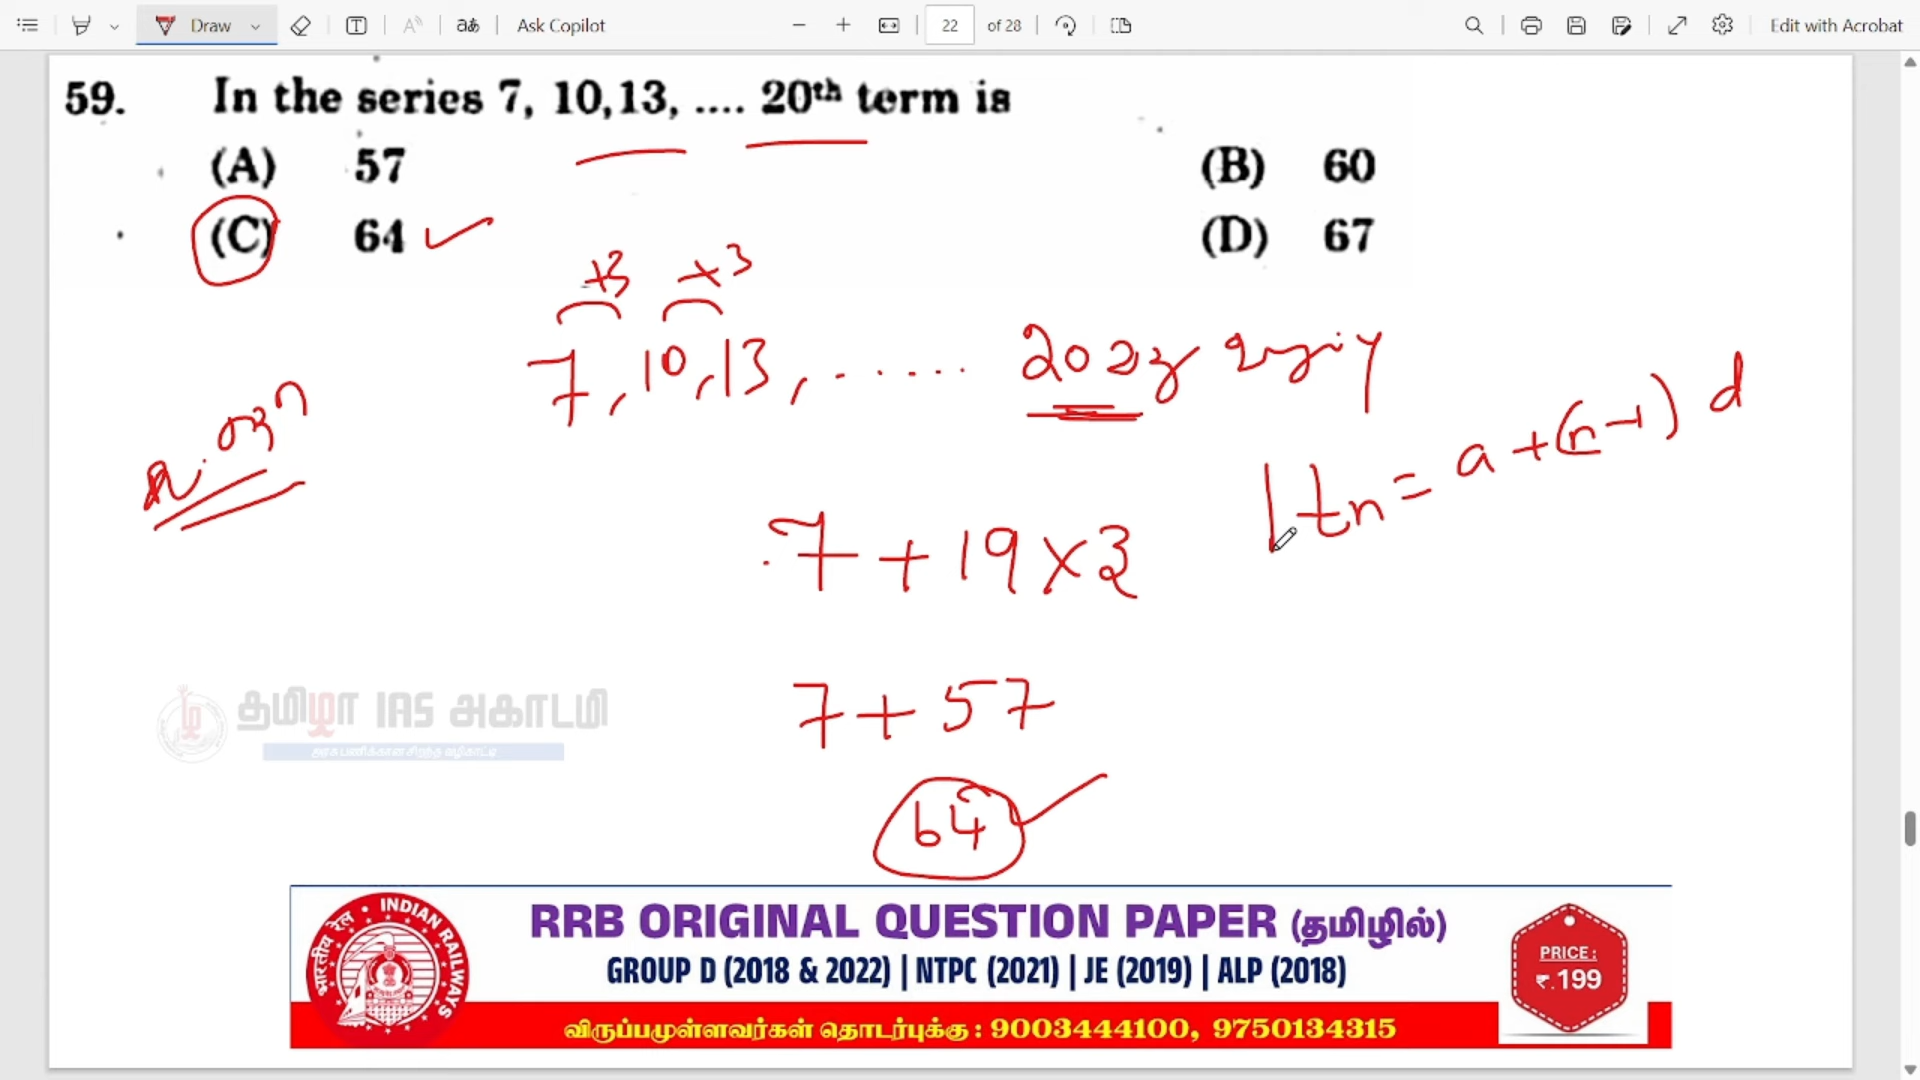 Draw
Ask Copilot
22 of 28
Edit with Acrobat
59. In the series 7, 10,13, .... 20th term is
(A) 57
(B) 60
(C) 64
(D) 67
+3 +3
7, 10, 13, ...... 20
tn = a + (n-1) d
7 + 19 × 3
7 + 57
64
தமிழா IAS அகாடமி
RRB ORIGINAL QUESTION PAPER (தமிழில்)
GROUP D (2018 & 2022) | NTPC (2021) | JE (2019) | ALP (2018)
விருப்பமுள்ளவர்கள் தொடர்புக்கு : 9003444100, 9750134315
भारतीय रेल • INDIAN RAILWAYS
PRICE :
₹.199